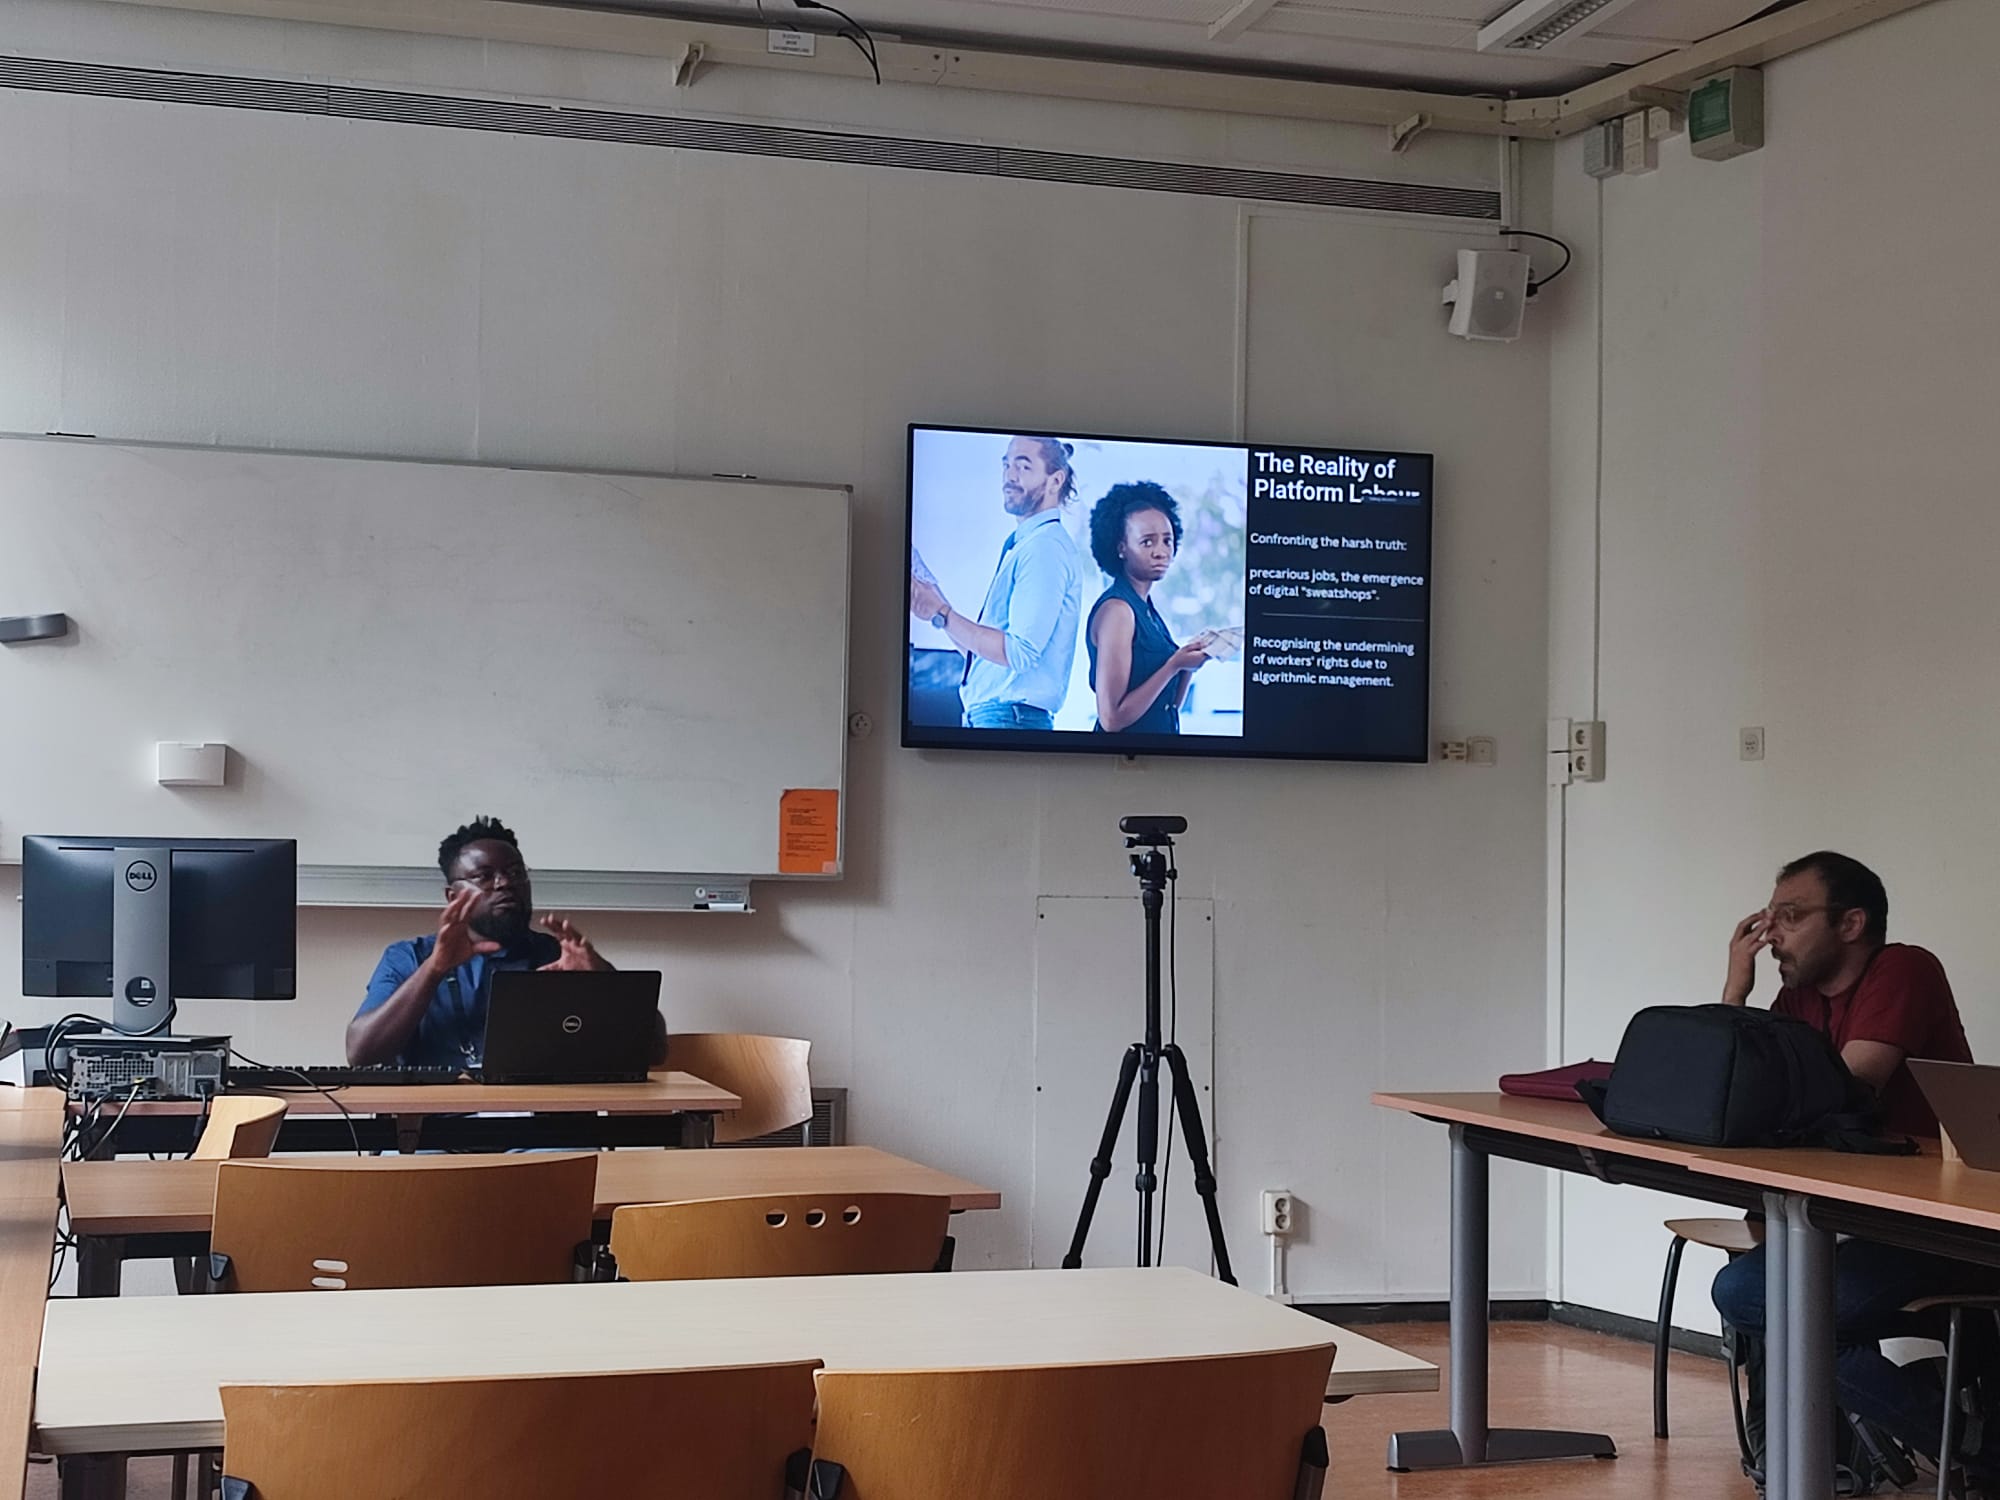 The Reality of
Platform Labour
Confronting the harsh truth:
precarious jobs, the emergence
of digital "sweatshops".
Recognising the undermining
of workers' rights due to
algorithmic management.
DELL
DELL